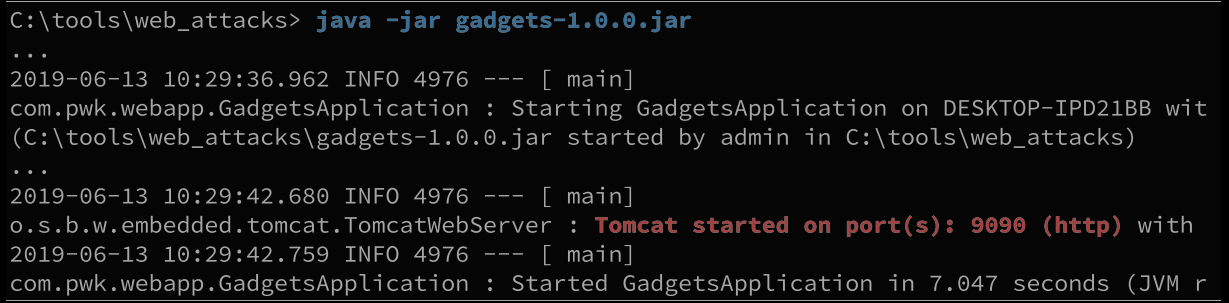 C:\tools\web_attacks> java -jar gadgets-1.0.0.jar
...
2019-06-13 10:29:36.962 INFO 4976 --- [ main]
com.pwk.webapp.GadgetsApplication : Starting GadgetsApplication on DESKTOP-IPD21BB wit
(C:\tools\web_attacks\gadgets-1.0.0.jar started by admin in C:\tools\web_attacks)
...
2019-06-13 10:29:42.680 INFO 4976 --- [ main]
o.s.b.w.embedded.tomcat.TomcatWebServer : Tomcat started on port(s): 9090 (http) with
2019-06-13 10:29:42.759 INFO 4976 --- [ main]
com.pwk.webapp.GadgetsApplication : Started GadgetsApplication in 7.047 seconds (JVM r